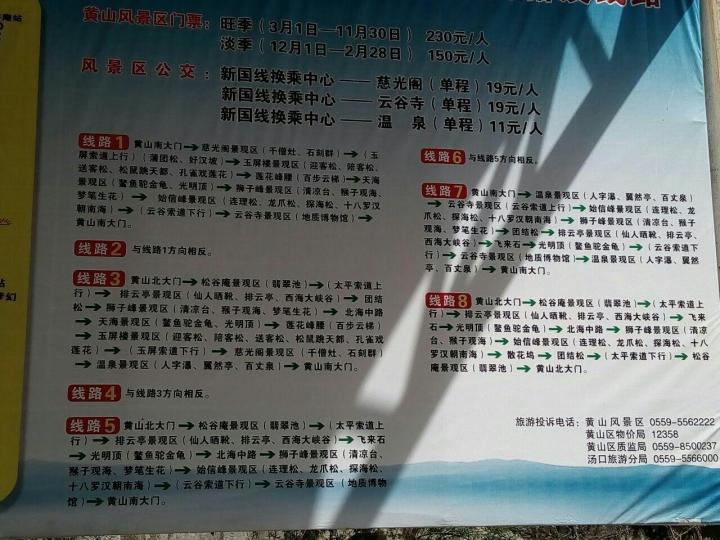 黄山风景区门票：旺季（3月1日—11月30日） 230元/人
淡季（12月1日—2月28日） 150元/人
风景区公交：新国线换乘中心 —— 慈光阁（单程）19元/人
新国线换乘中心 —— 云谷寺（单程）19元/人
新国线换乘中心 —— 温 泉（单程）11元/人
线路1 黄山南大门→慈光阁景观区（千僧灶、石刻群）→（玉
屏索道上行）（蒲团松、好汉坡）→玉屏楼景观区（迎客松、陪客松、
送客松、松鼠跳天都、孔雀戏莲花）→莲花峰腰（百步云梯）→天海
景观区（鳌鱼驼金龟、光明顶）→狮子峰景观区（清凉台、猴子观海、
梦笔生花）→ 始信峰景观区（连理松、龙爪松、探海松、十八罗汉
朝南海）→（云谷索道下行）→云谷寺景观区（地质博物馆）→
黄山南大门。
线路2 与线路1方向相反。
线路3 黄山北大门→松谷庵景观区（翡翠池）→（太平索道上
行）→ 排云亭景观区（仙人晒靴、排云亭、西海大峡谷）→ 团结
松→狮子峰景观区（清凉台、猴子观海、梦笔生花）→北海中路
→天海景观区（鳌鱼驼金龟、光明顶）→莲花峰腰（百步云梯）→
玉屏楼景观区（迎客松、陪客松、送客松、松鼠跳天都、孔雀戏
莲花）→（玉屏索道下行）→ 慈光阁景观区（千僧灶、石刻群）
→温泉景观区（人字瀑、翼然亭、百丈泉）→黄山南大门。
线路4 与线路3方向相反。
线路5 黄山北大门→松谷庵景观区（翡翠池）→（太平索道上
行）→ 排云亭景观区（仙人晒靴、排云亭、西海大峡谷）→飞来石
→光明顶（鳌鱼驼金龟）→北海中路→狮子峰景观区（清凉台、
猴子观海、梦笔生花）→始信峰景观区（连理松、龙爪松、探海松、
十八罗汉朝南海）→（云谷索道下行）→云谷寺景观区（地质博物
馆）→黄山南大门。
线路6 与线路5方向相反。
线路7 黄山南大门→温泉景观区（人字瀑、翼然亭、百丈泉）
→云谷寺景观区（云谷索道上行）→始信峰景观区（连理松、龙
爪松、探海松、十八罗汉朝南海）→狮子峰景观区（清凉台、猴子
观海、梦笔生花）→团结松→排云亭景观区（仙人晒靴、排云亭、
西海大峡谷）→飞来石→光明顶（鳌鱼驼金龟）→（云谷索道下
行）→云谷寺景观区（地质博物馆）→温泉景观区（人字瀑、翼然
亭、百丈泉）→黄山南大门。
线路8 黄山北大门→松谷庵景观区（翡翠池）→（太平索道上
行）→排云亭景观区（仙人晒靴、排云亭、西海大峡谷）→ 飞来
石→光明顶（鳌鱼驼金龟）→北海中路→狮子峰景观区（清凉
台、猴子观海、梦笔生花）→始信峰景观区（连理松、龙爪松、探海松、十
八罗汉朝南海）→ 散花坞→ 团结松→（太平索道下行）→松谷
庵景观区（翡翠池）→黄山北大门。
旅游投诉电话：黄山风景区 0559-5562222
黄山区物价局 12358
黄山区质监局 0559-8500237
汤口旅游分局 0559-5566000